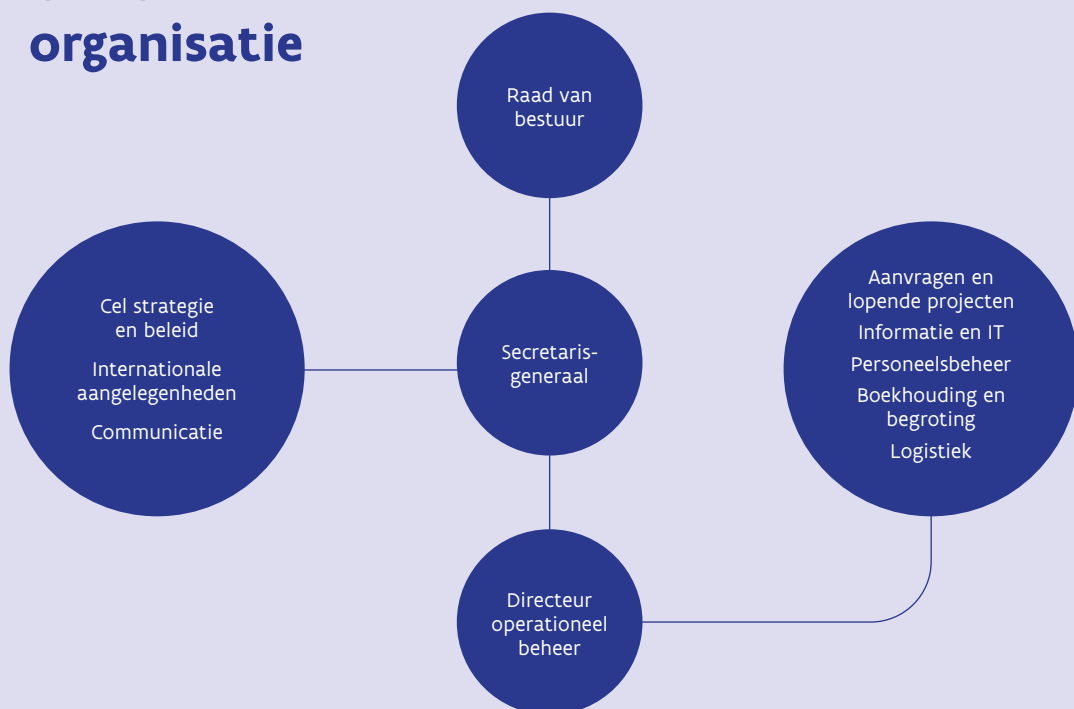 organisatie
Raad van
bestuur
Cel strategie
en beleid
Internationale
aangelegenheden
Communicatie
Secretaris-
generaal
Aanvragen en
lopende projecten
Informatie en IT
Personeelsbeheer
Boekhouding en
begroting
Logistiek
Directeur
operationeel
beheer